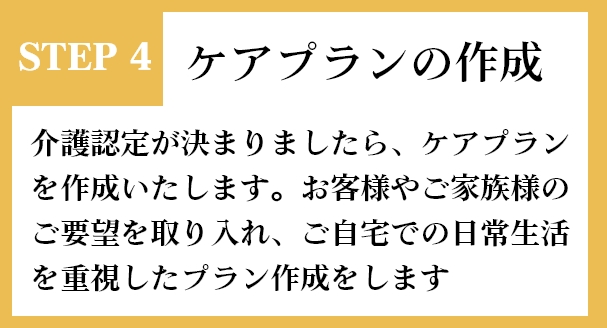 STEP 4
ケアプランの作成
介護認定が決まりましたら、ケアプラン
を作成いたします。お客様やご家族様の
ご要望を取り入れ、ご自宅での日常生活
を重視したプラン作成をします